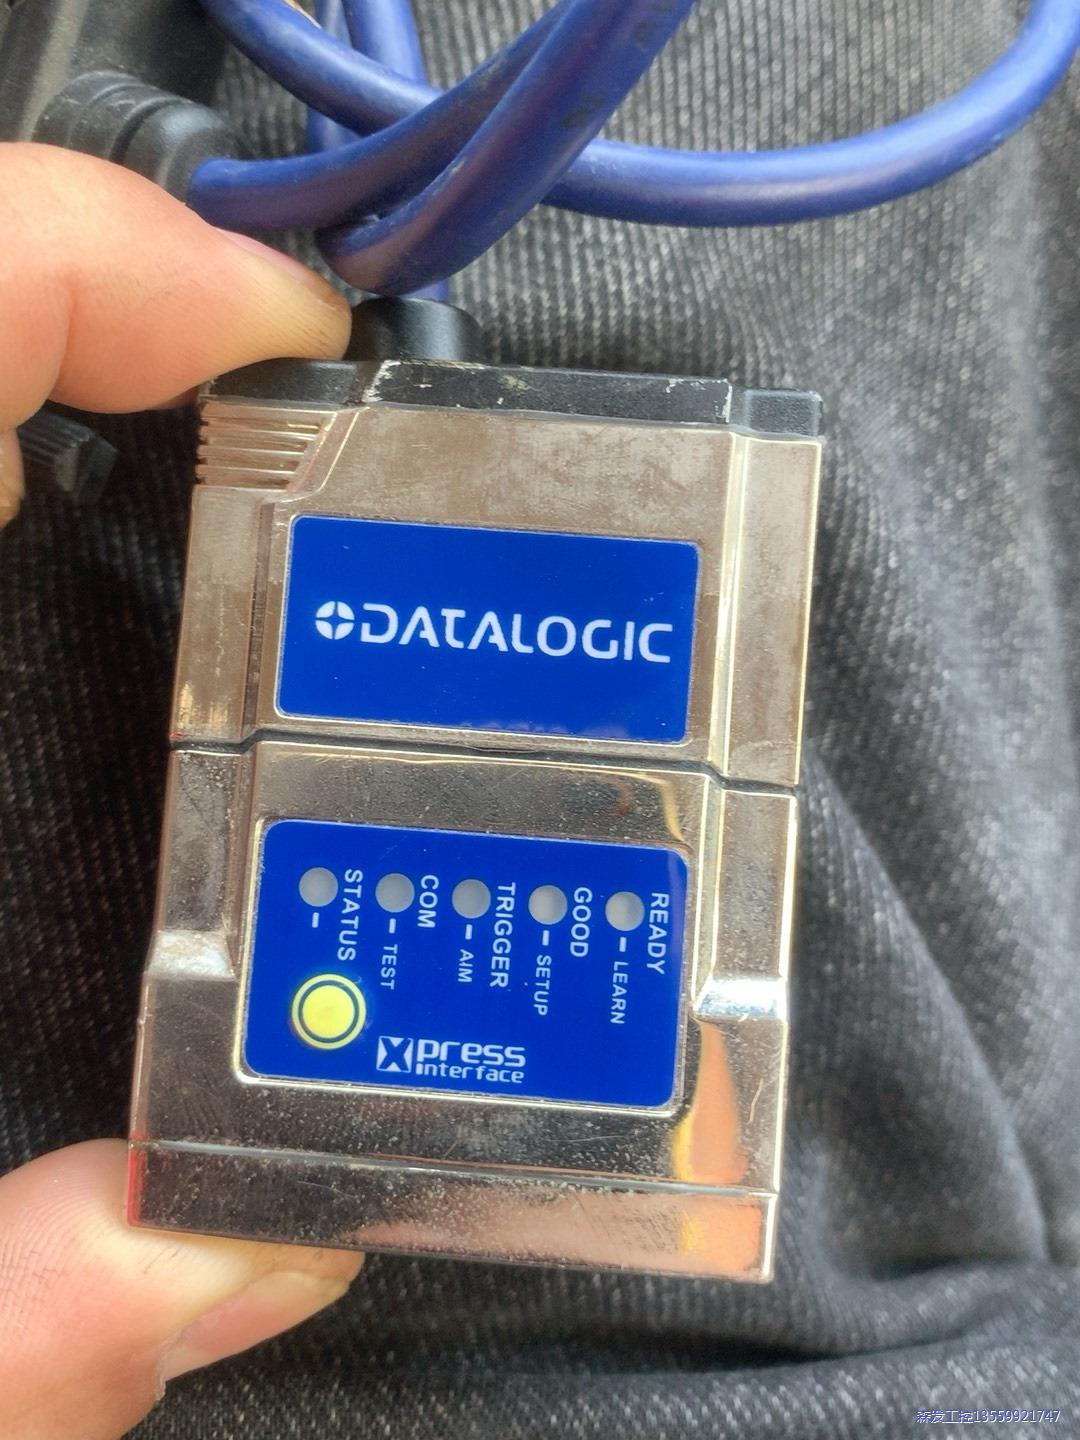 DATALOGIC
READY
LEARN
GOOD
SETUP
TRIGGER
AIM
COM
TEST
STATUS
Xpress
interface
森发工控13559921747